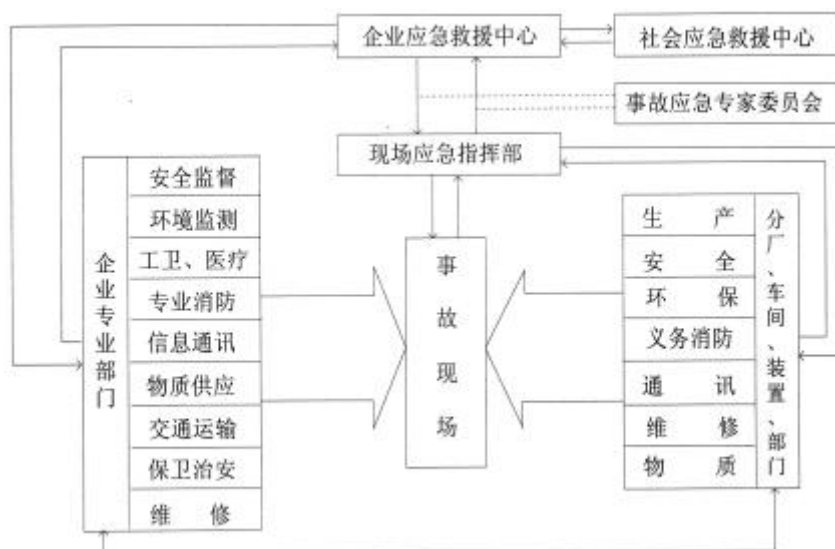 企业应急救援中心
社会应急救援中心
事故应急专家委员会
现场应急指挥部
企业专业部门
安全监督
环境监测
工卫、医疗
专业消防
信息通讯
物质供应
交通运输
保卫治安
维 修
事故现场
生 产
安 全
环 保
义务消防
通 讯
维 修
物 质
分厂、车间、装置、部门